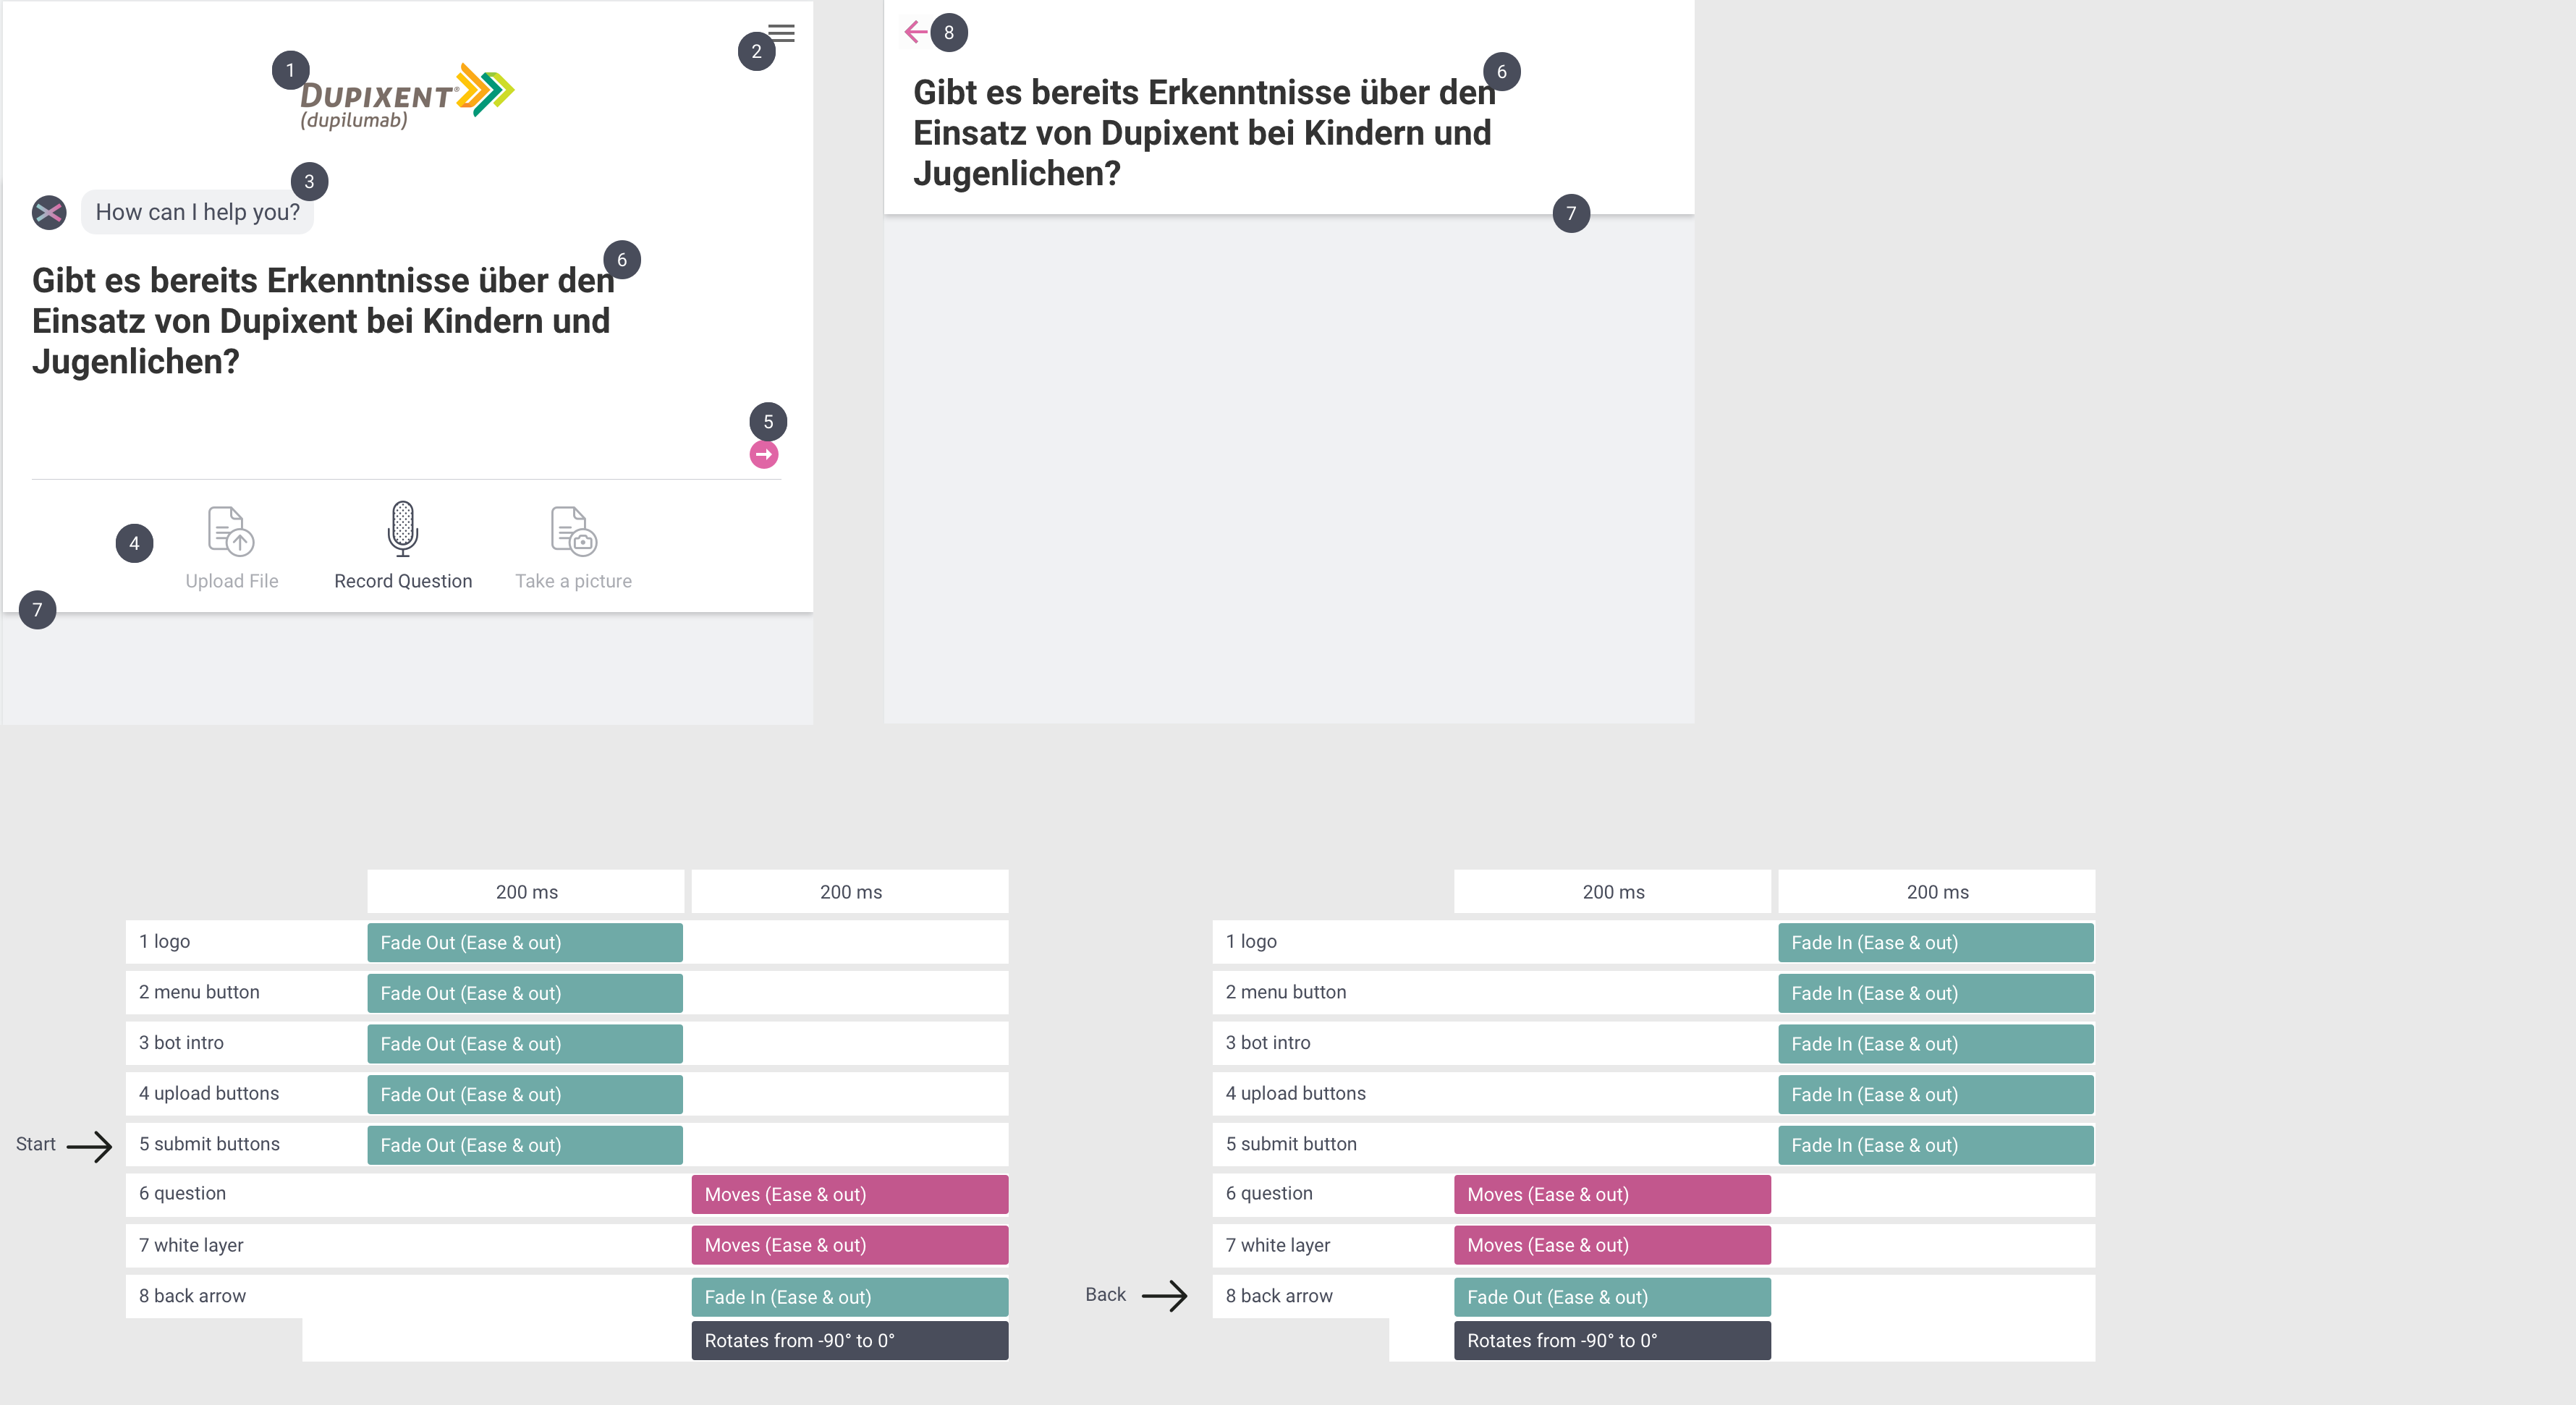 1
2
DUPIXENT®
(dupilumab)
3
How can I help you?
6
Gibt es bereits Erkenntnisse über den
Einsatz von Dupixent bei Kindern und
Jugenlichen?
5
4
Upload File
Record Question
Take a picture
7
8
6
Gibt es bereits Erkenntnisse über den
Einsatz von Dupixent bei Kindern und
Jugenlichen?
7
200 ms
200 ms
1 logo
Fade Out (Ease & out)
2 menu button
Fade Out (Ease & out)
3 bot intro
Fade Out (Ease & out)
4 upload buttons
Fade Out (Ease & out)
Start
5 submit buttons
Fade Out (Ease & out)
6 question
Moves (Ease & out)
7 white layer
Moves (Ease & out)
8 back arrow
Fade In (Ease & out)
Rotates from -90° to 0°
200 ms
200 ms
1 logo
Fade In (Ease & out)
2 menu button
Fade In (Ease & out)
3 bot intro
Fade In (Ease & out)
4 upload buttons
Fade In (Ease & out)
5 submit button
Fade In (Ease & out)
6 question
Moves (Ease & out)
7 white layer
Moves (Ease & out)
Back
8 back arrow
Fade Out (Ease & out)
Rotates from -90° to 0°